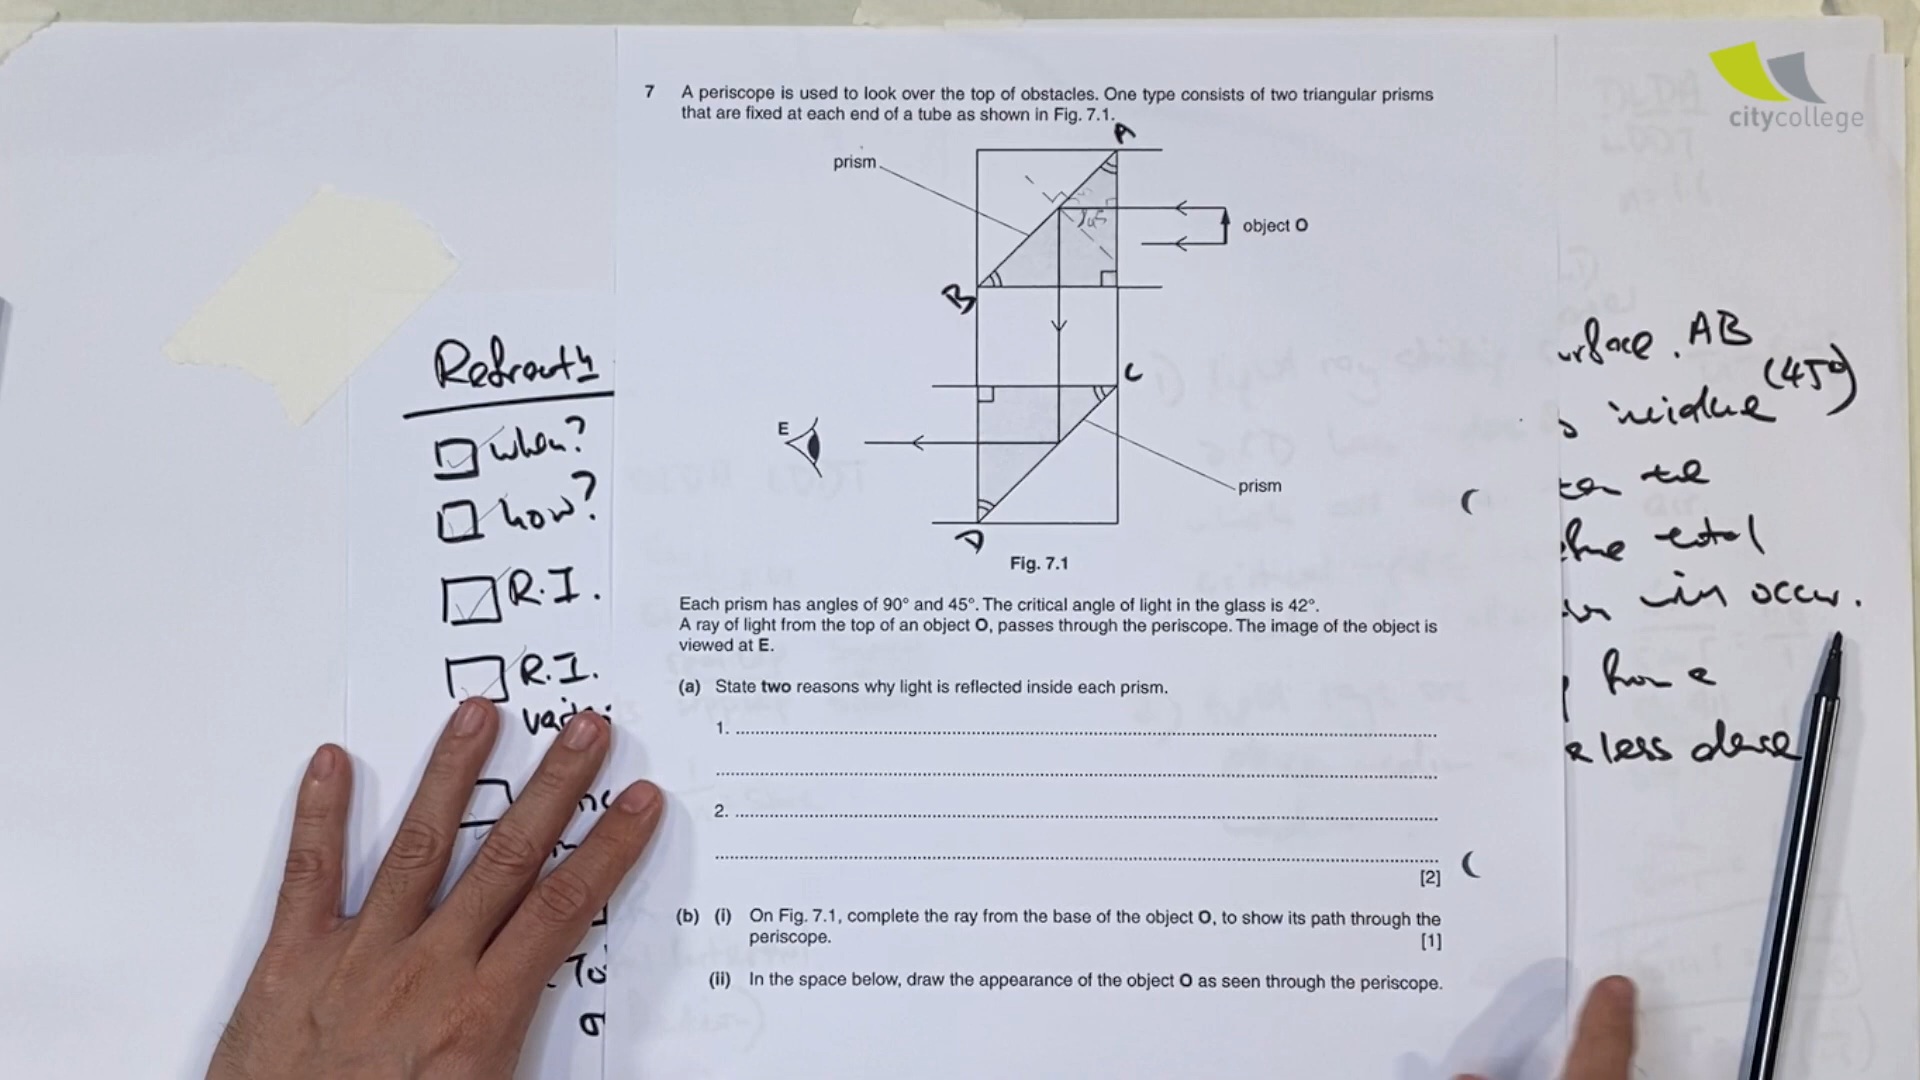 citycollege
7 A periscope is used to look over the top of obstacles. One type consists of two triangular prisms
that are fixed at each end of a tube as shown in Fig. 7.1.
A
prism
45
object O
B
C
E
prism
D
Fig. 7.1
Each prism has angles of 90° and 45°. The critical angle of light in the glass is 42°.
A ray of light from the top of an object O, passes through the periscope. The image of the object is
viewed at E.
(a) State two reasons why light is reflected inside each prism.
1.
2.
[2]
(b) (i) On Fig. 7.1, complete the ray from the base of the object O, to show its path through the
periscope. [1]
(ii) In the space below, draw the appearance of the object O as seen through the periscope.
when?
how?
R.I.
R.I.
AB
(45°)
total
occur.
less dense